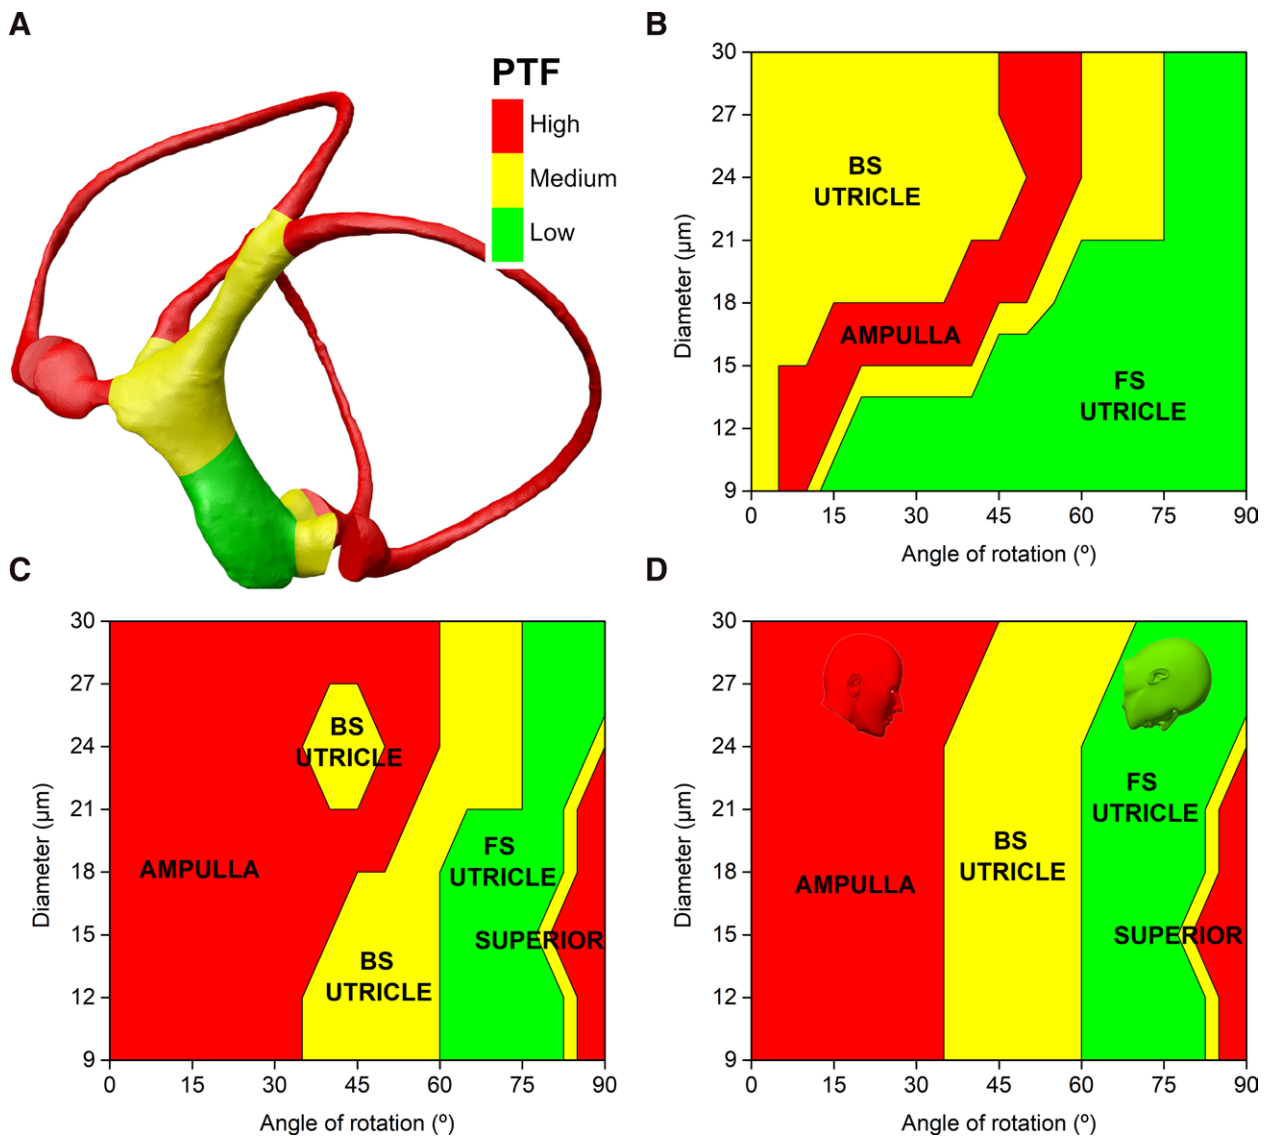 A
PTF
High
Medium
Low
B
30
27
24
21
18
15
12
9
Diameter (µm)
BS
UTRICLE
AMPULLA
FS
UTRICLE
0
15
30
45
60
75
90
Angle of rotation (º)
C
30
27
24
21
18
15
12
9
Diameter (µm)
BS
UTRICLE
AMPULLA
FS
UTRICLE
SUPERIOR
BS
UTRICLE
0
15
30
45
60
75
90
Angle of rotation (º)
D
30
27
24
21
18
15
12
9
Diameter (µm)
FS
UTRICLE
BS
UTRICLE
AMPULLA
SUPERIOR
0
15
30
45
60
75
90
Angle of rotation (º)